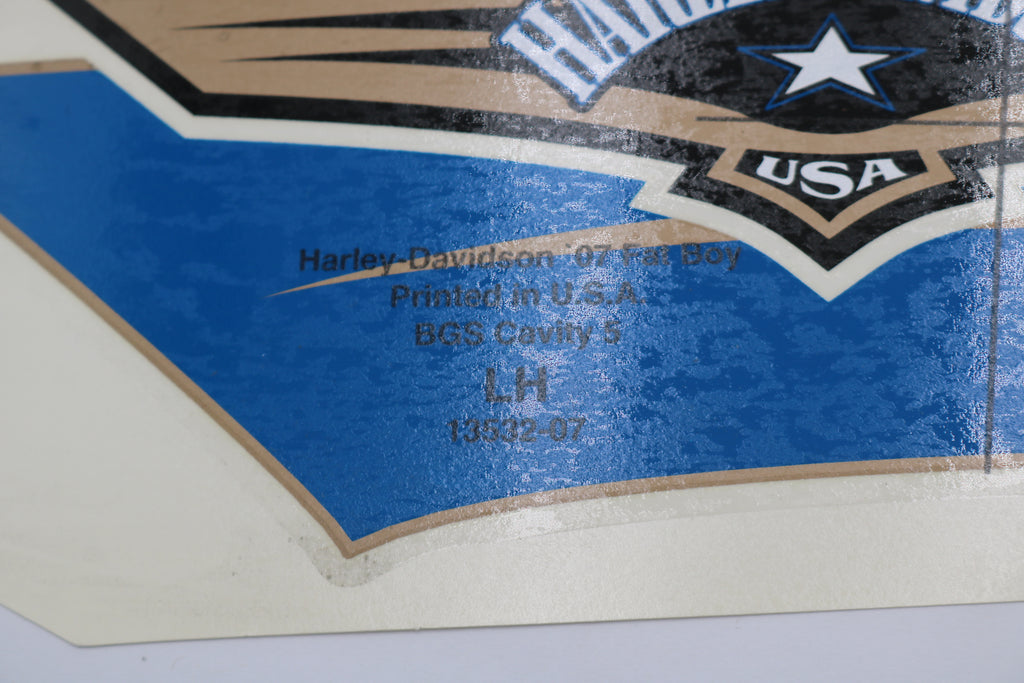 USA
Harley-Davidson '07 Fat Boy
Printed in U.S.A.
BGS Cavity 5
LH
13532-07